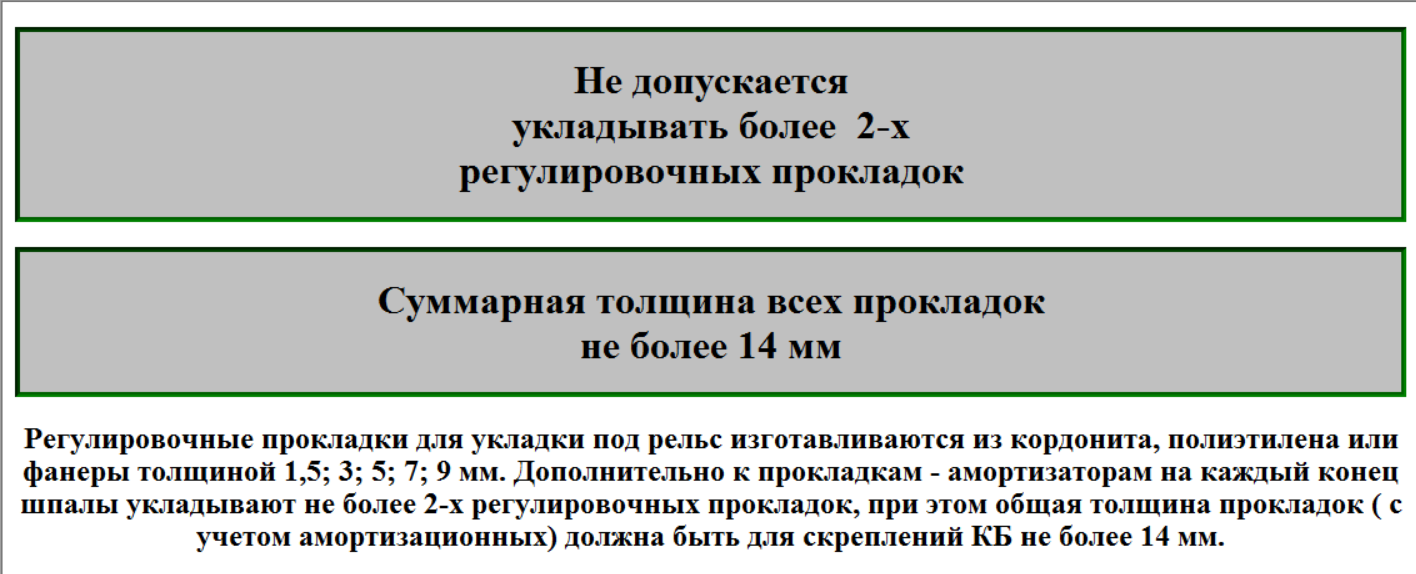 Не допускается
укладывать более 2-х
регулировочных прокладок
Суммарная толщина всех прокладок
не более 14 мм
Регулировочные прокладки для укладки под рельс изготавливаются из кордонита, полиэтилена или
фанеры толщиной 1,5; 3; 5; 7; 9 мм. Дополнительно к прокладкам - амортизаторам на каждый конец
шпалы укладывают не более 2-х регулировочных прокладок, при этом общая толщина прокладок ( с
учетом амортизационных) должна быть для скреплений КБ не более 14 мм.